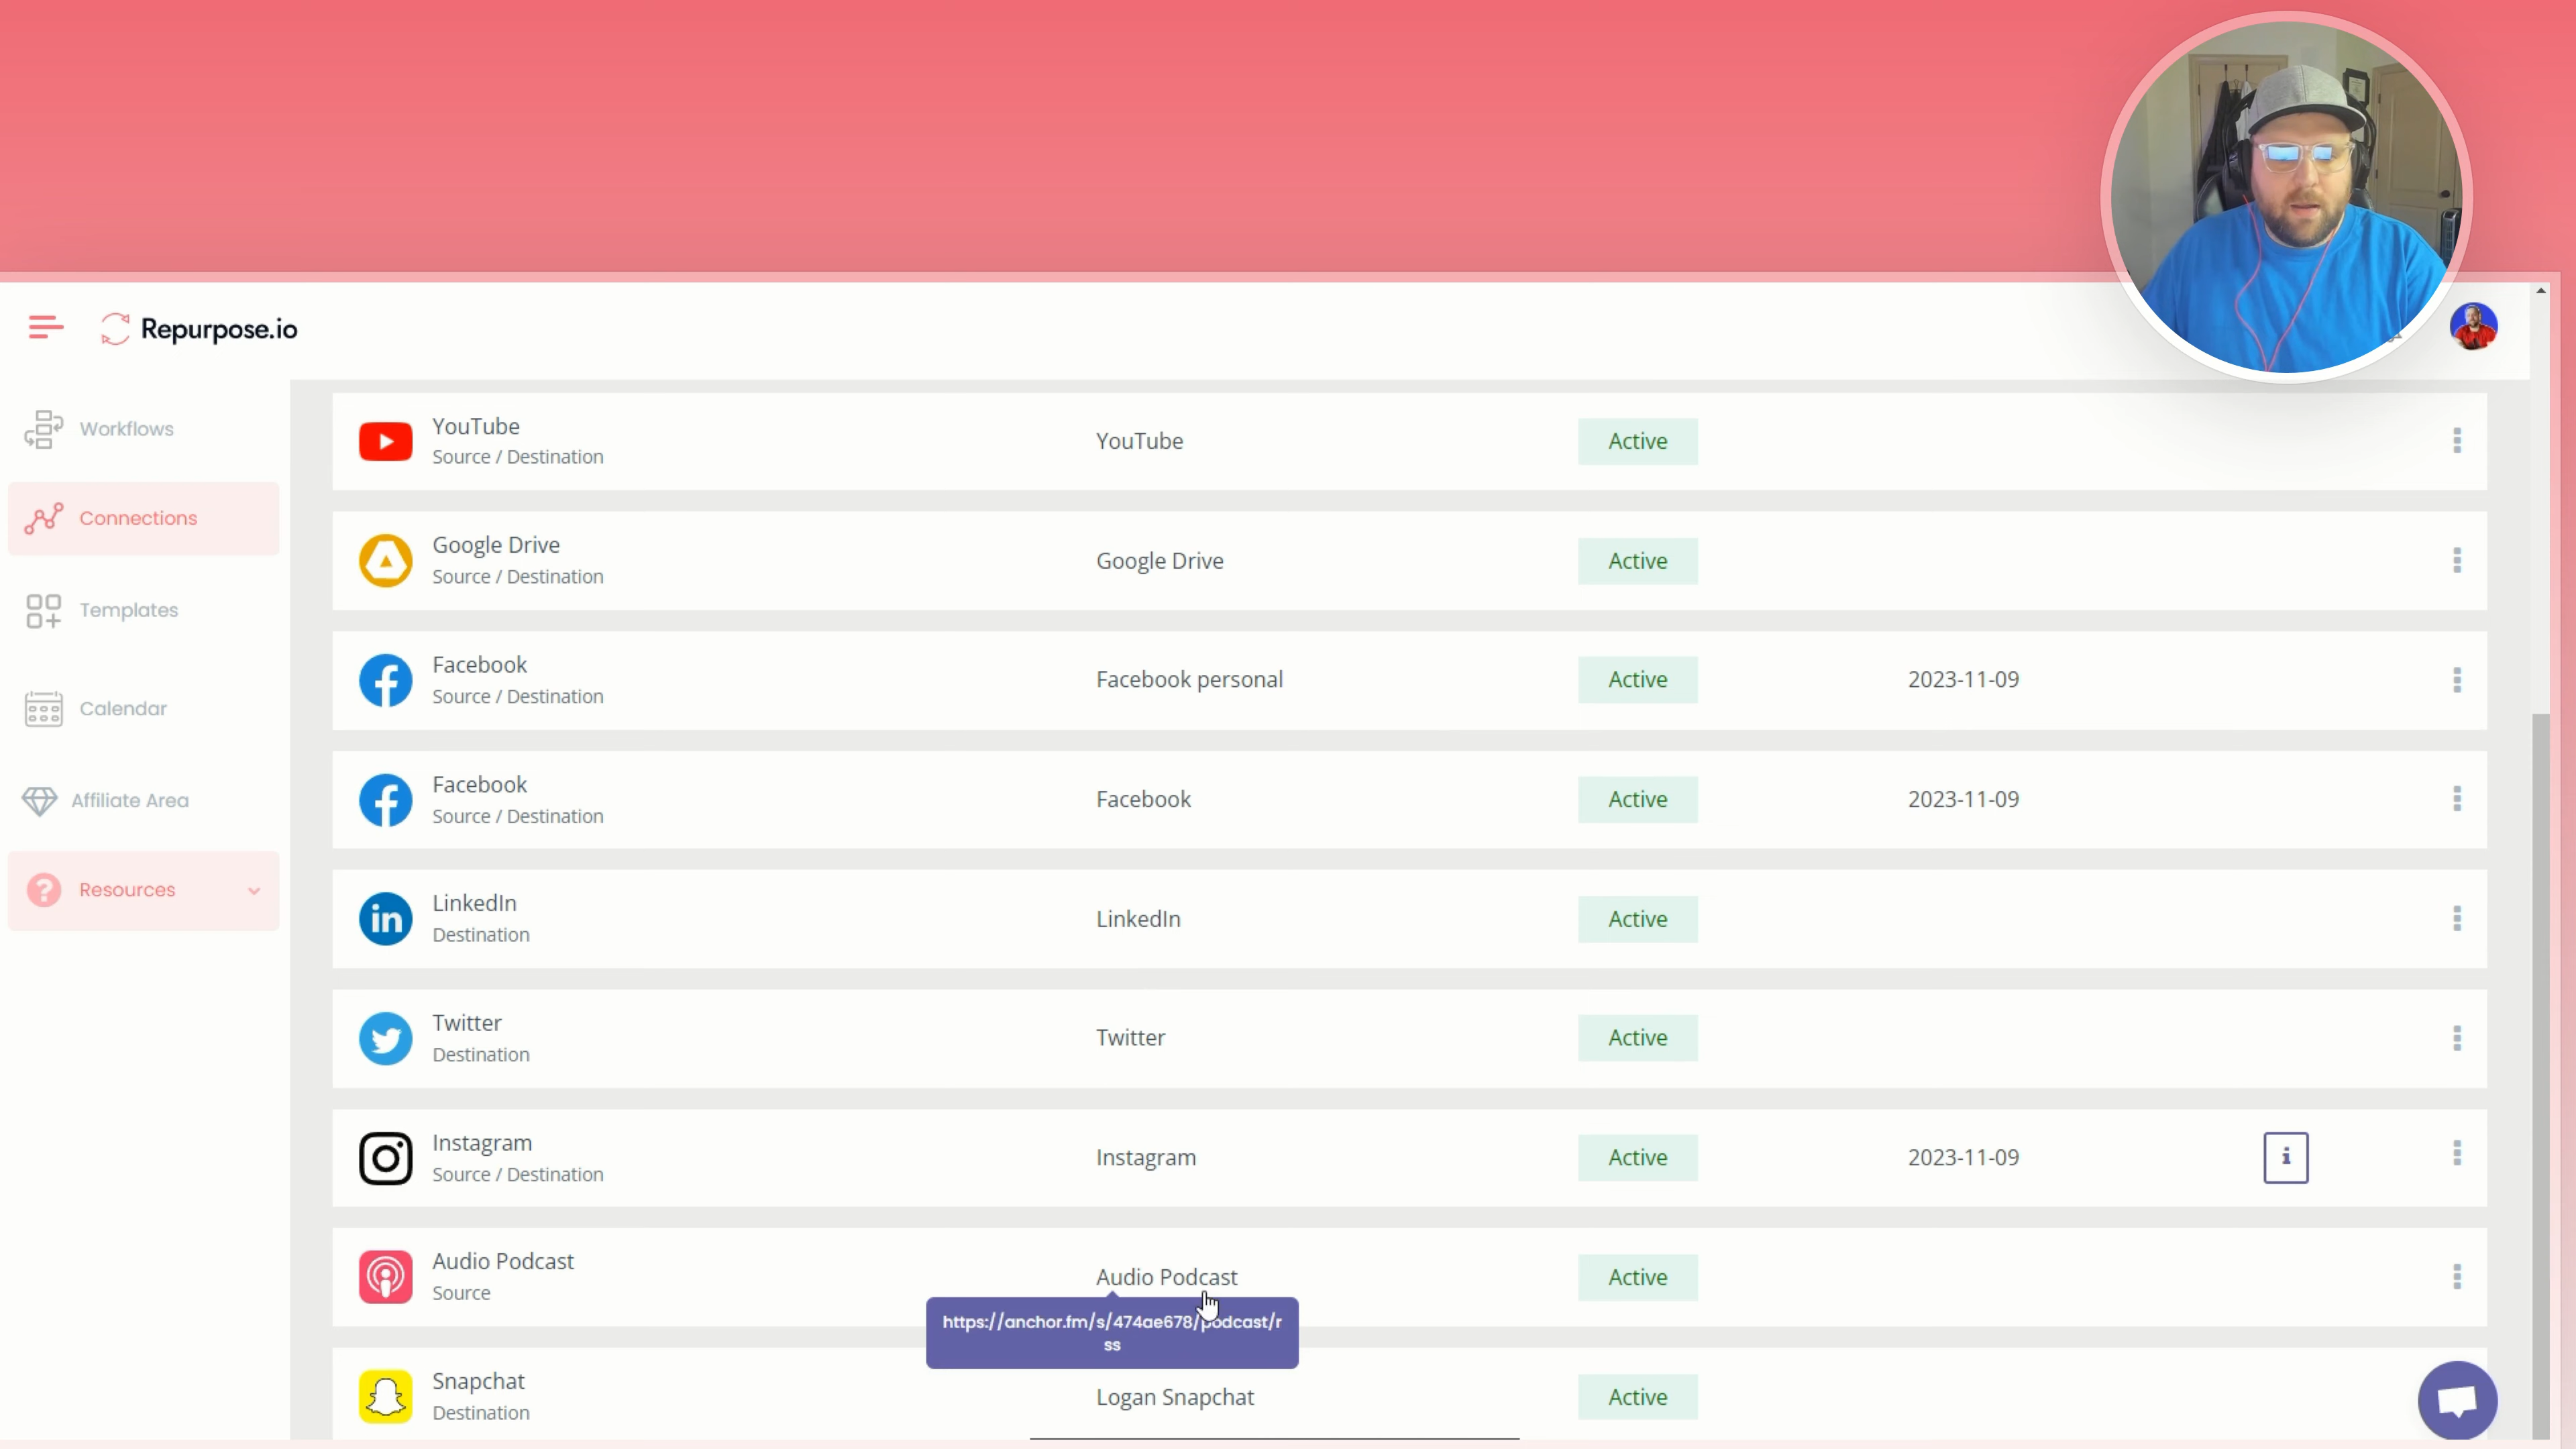 Repurpose.io
Workflows
Connections
Templates
Calendar
Affiliate Area
Resources
YouTube
Source / Destination
YouTube
Active
Google Drive
Source / Destination
Google Drive
Active
Facebook
Source / Destination
Facebook personal
Active
2023-11-09
Facebook
Source / Destination
Facebook
Active
2023-11-09
LinkedIn
Destination
LinkedIn
Active
Twitter
Destination
Twitter
Active
Instagram
Source / Destination
Instagram
Active
2023-11-09
i
Audio Podcast
Source
Audio Podcast
Active
https://anchor.fm/s/474ae678/podcast/r
ss
Snapchat
Destination
Logan Snapchat
Active